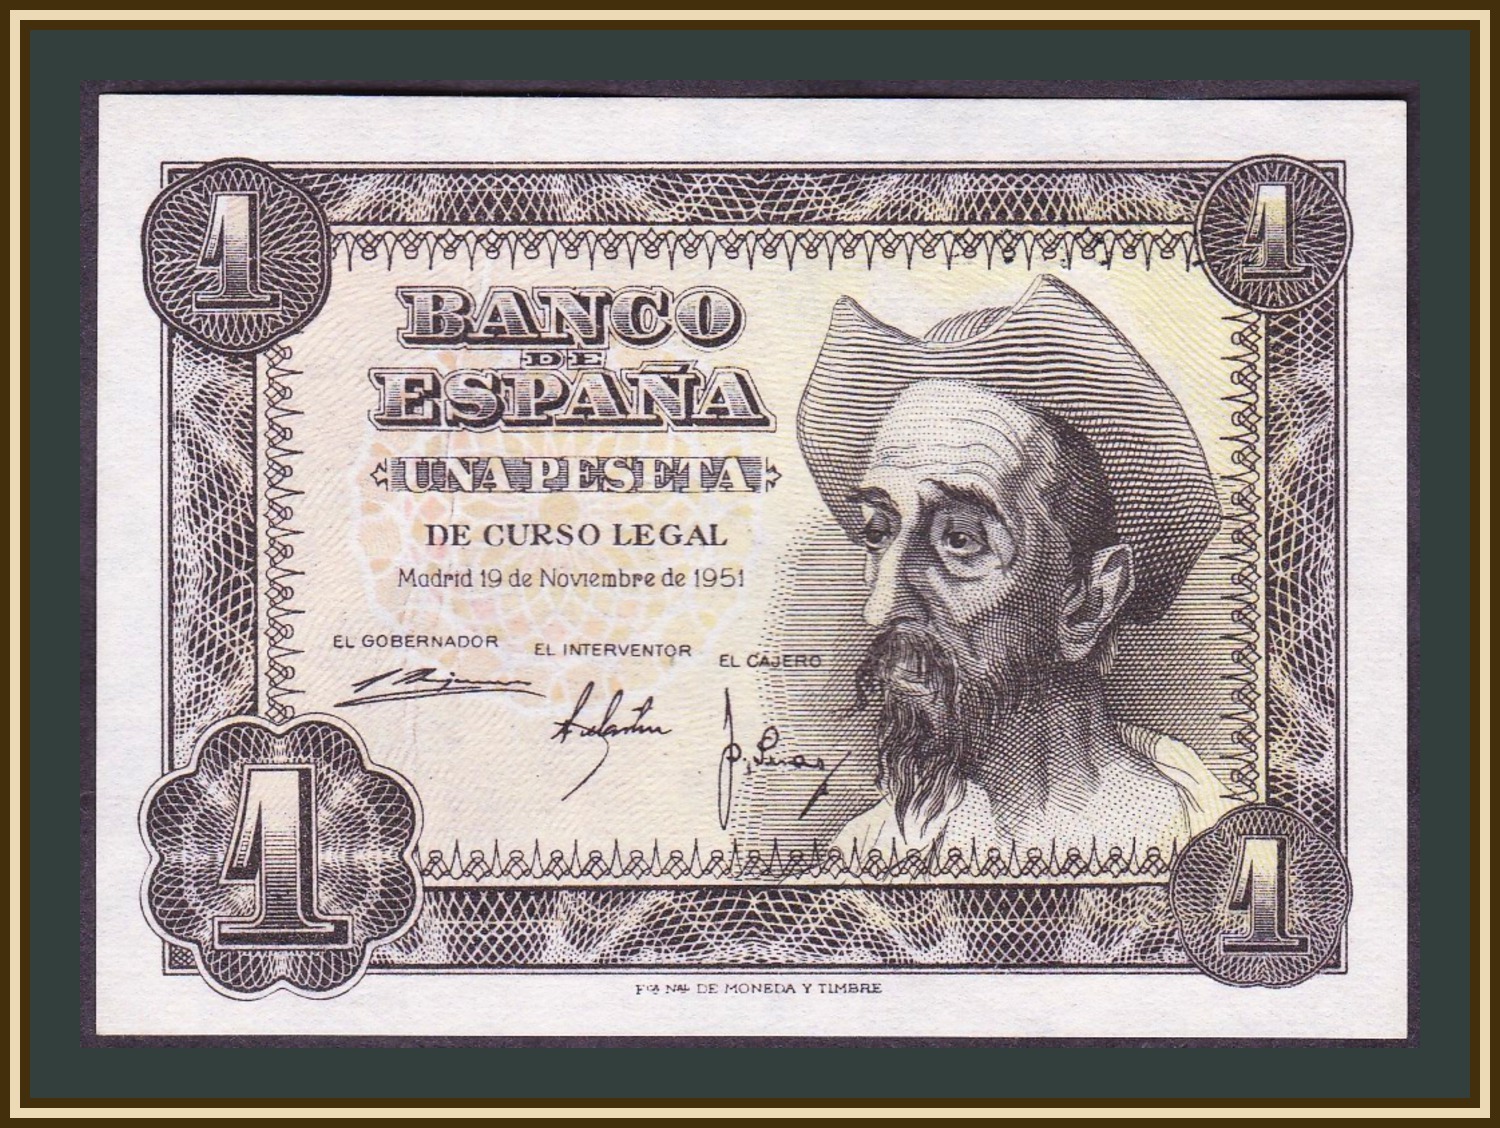 1
1
BANCO
DE
ESPAÑA
UNA PESETA
DE CURSO LEGAL
Madrid 19 de Noviembre de 1951
EL GOBERNADOR EL INTERVENTOR EL CAJERO
1
1
FCA NAL DE MONEDA Y TIMBRE